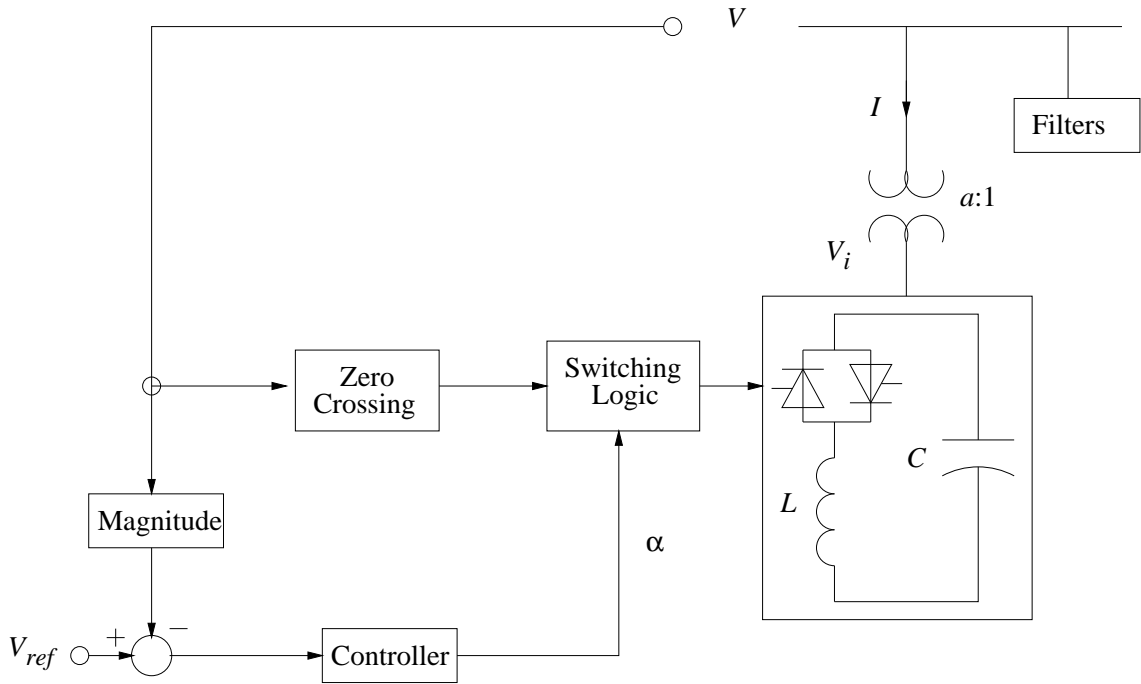 V
I
Filters
a:1
V_i
Zero
Crossing
Switching
Logic
C
L
Magnitude
α
+
−
V_ref
Controller